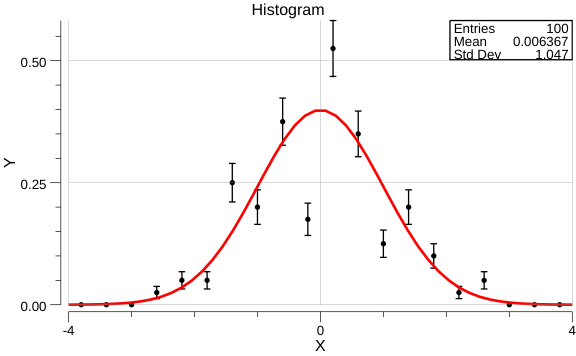 Histogram
Entries 100
Mean 0.006367
Std Dev 1.047
0.50
0.25
0.00
Y
-4 0 4
X